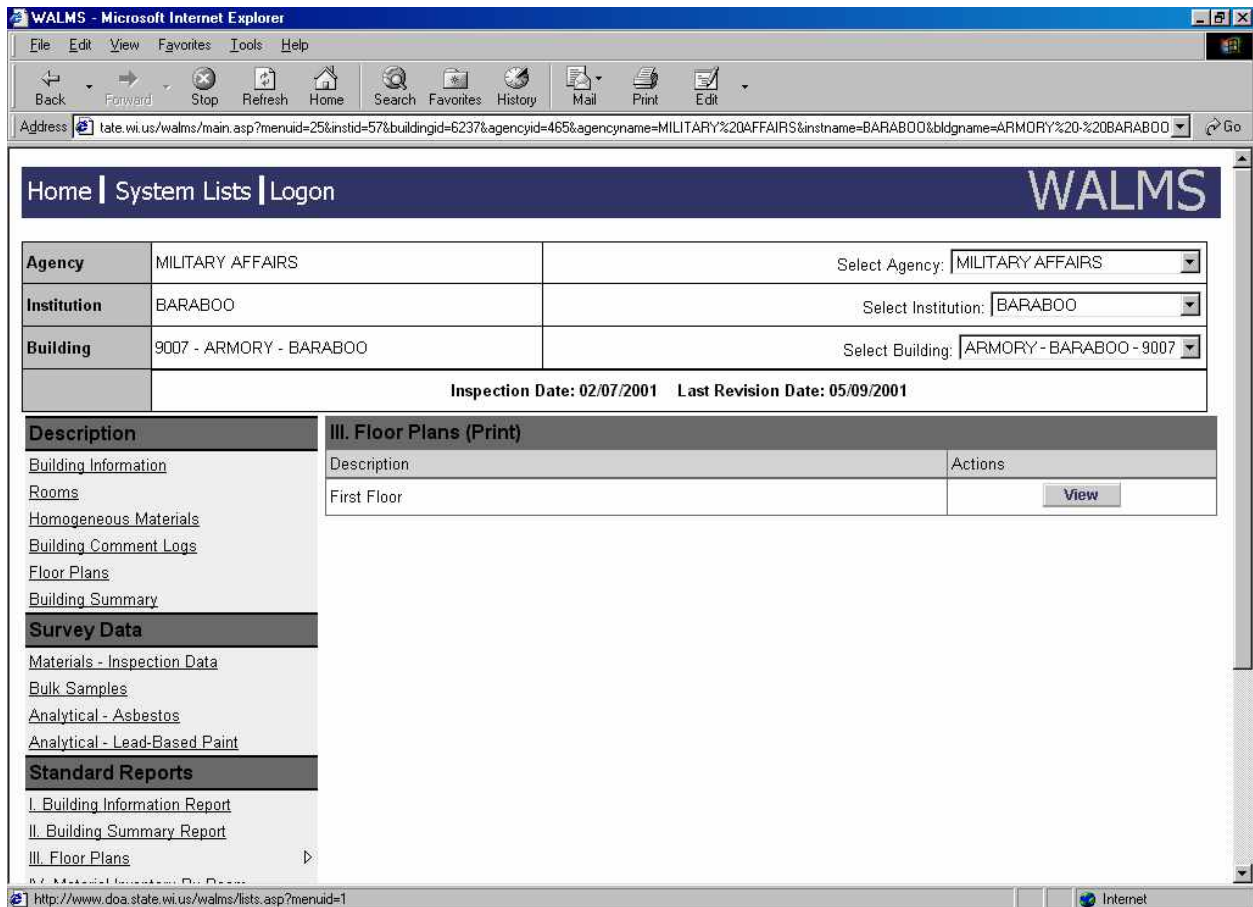 WALMS - Microsoft Internet Explorer
File Edit View Favorites Tools Help
Back Forward Stop Refresh Home Search Favorites History Mail Print Edit
Address tate.wi.us/walms/main.asp?menuid=25&instid=57&buildingid=6237&agencyid=465&agencyname=MILITARY%20AFFAIRS&instname=BARABOO&bldgname=ARMORY%20-%20BARABOO Go
Home System Lists Logon WALMS
Agency MILITARY AFFAIRS Select Agency: MILITARY AFFAIRS
Institution BARABOO Select Institution: BARABOO
Building 9007 - ARMORY - BARABOO Select Building: ARMORY - BARABOO - 9007
Inspection Date: 02/07/2001 Last Revision Date: 05/09/2001
Description
Building Information
Rooms
Homogeneous Materials
Building Comment Logs
Floor Plans
Building Summary
Survey Data
Materials - Inspection Data
Bulk Samples
Analytical - Asbestos
Analytical - Lead-Based Paint
Standard Reports
I. Building Information Report
II. Building Summary Report
III. Floor Plans
IV. Material Inventory By Room
III. Floor Plans (Print)
Description Actions
First Floor View
http://www.doa.state.wi.us/walms/lists.asp?menuid=1 Internet